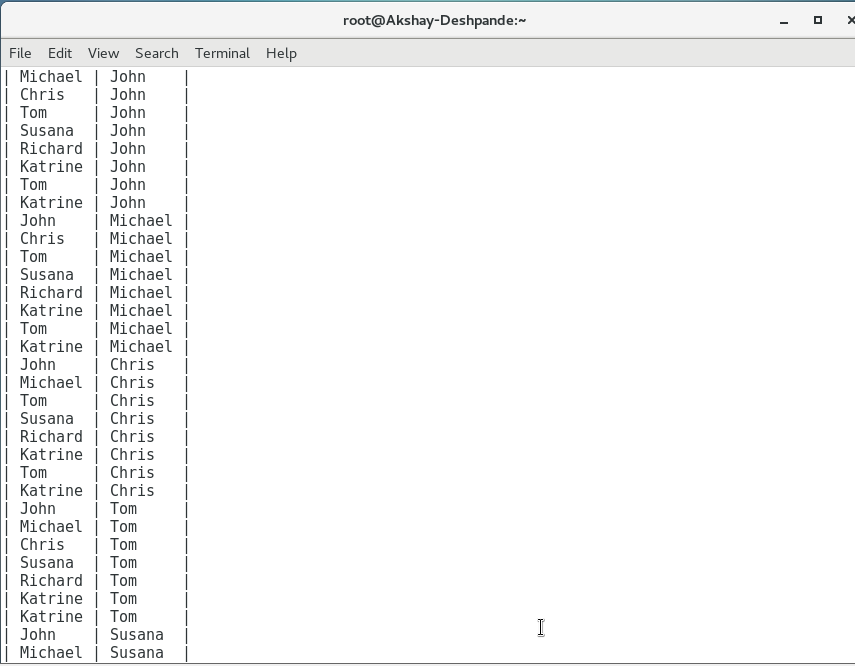 root@Akshay-Deshpande:~
File Edit View Search Terminal Help
| Michael | John    |
| Chris   | John    |
| Tom     | John    |
| Susana  | John    |
| Richard | John    |
| Katrine | John    |
| Tom     | John    |
| Katrine | John    |
| John    | Michael |
| Chris   | Michael |
| Tom     | Michael |
| Susana  | Michael |
| Richard | Michael |
| Katrine | Michael |
| Tom     | Michael |
| Katrine | Michael |
| John    | Chris   |
| Michael | Chris   |
| Tom     | Chris   |
| Susana  | Chris   |
| Richard | Chris   |
| Katrine | Chris   |
| Tom     | Chris   |
| Katrine | Chris   |
| John    | Tom     |
| Michael | Tom     |
| Chris   | Tom     |
| Susana  | Tom     |
| Richard | Tom     |
| Katrine | Tom     |
| Katrine | Tom     |
| John    | Susana  |
| Michael | Susana  |